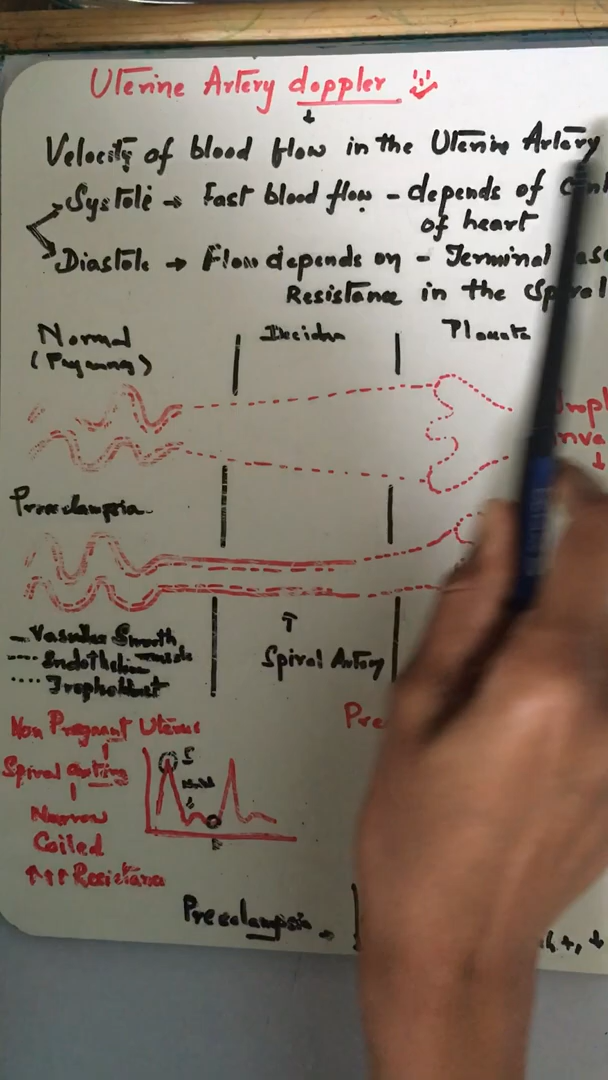 Uterine Artery doppler
↓
Velocity of blood flow in the Uterine Artery
Systole → Fast blood flow - depends of
of heart
Diastole → Flow depends on - Terminal
Resistance in the Spiral
Normal
Decidua
Placenta
Preeclampsia
Vascular Smooth
muscle
Endothelium
Trophoblast
Spiral Artery
Non Pregnant Uterus
Spiral
Narrow
Coiled
↑↑↑ Resistance
S
Pre
Preeclampsia →